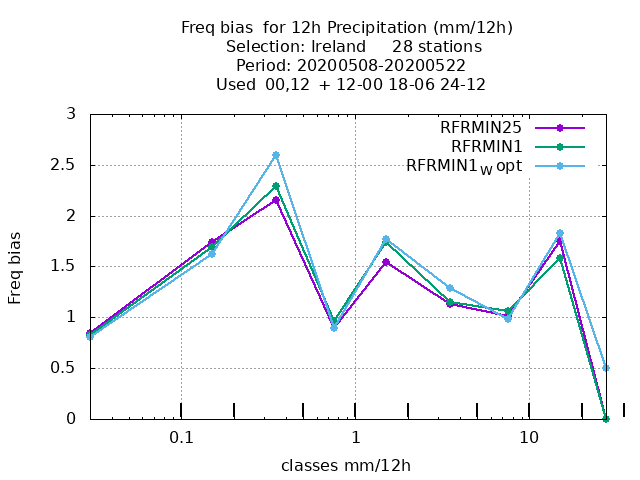 Freq bias  for 12h Precipitation (mm/12h)
Selection: Ireland     28 stations
Period: 20200508-20200522
Used  00,12  + 12-00 18-06 24-12
RFRMIN25
RFRMIN1
RFRMIN1W opt
3
2.5
2
1.5
1
0.5
0
Freq bias
0.1
1
10
classes mm/12h